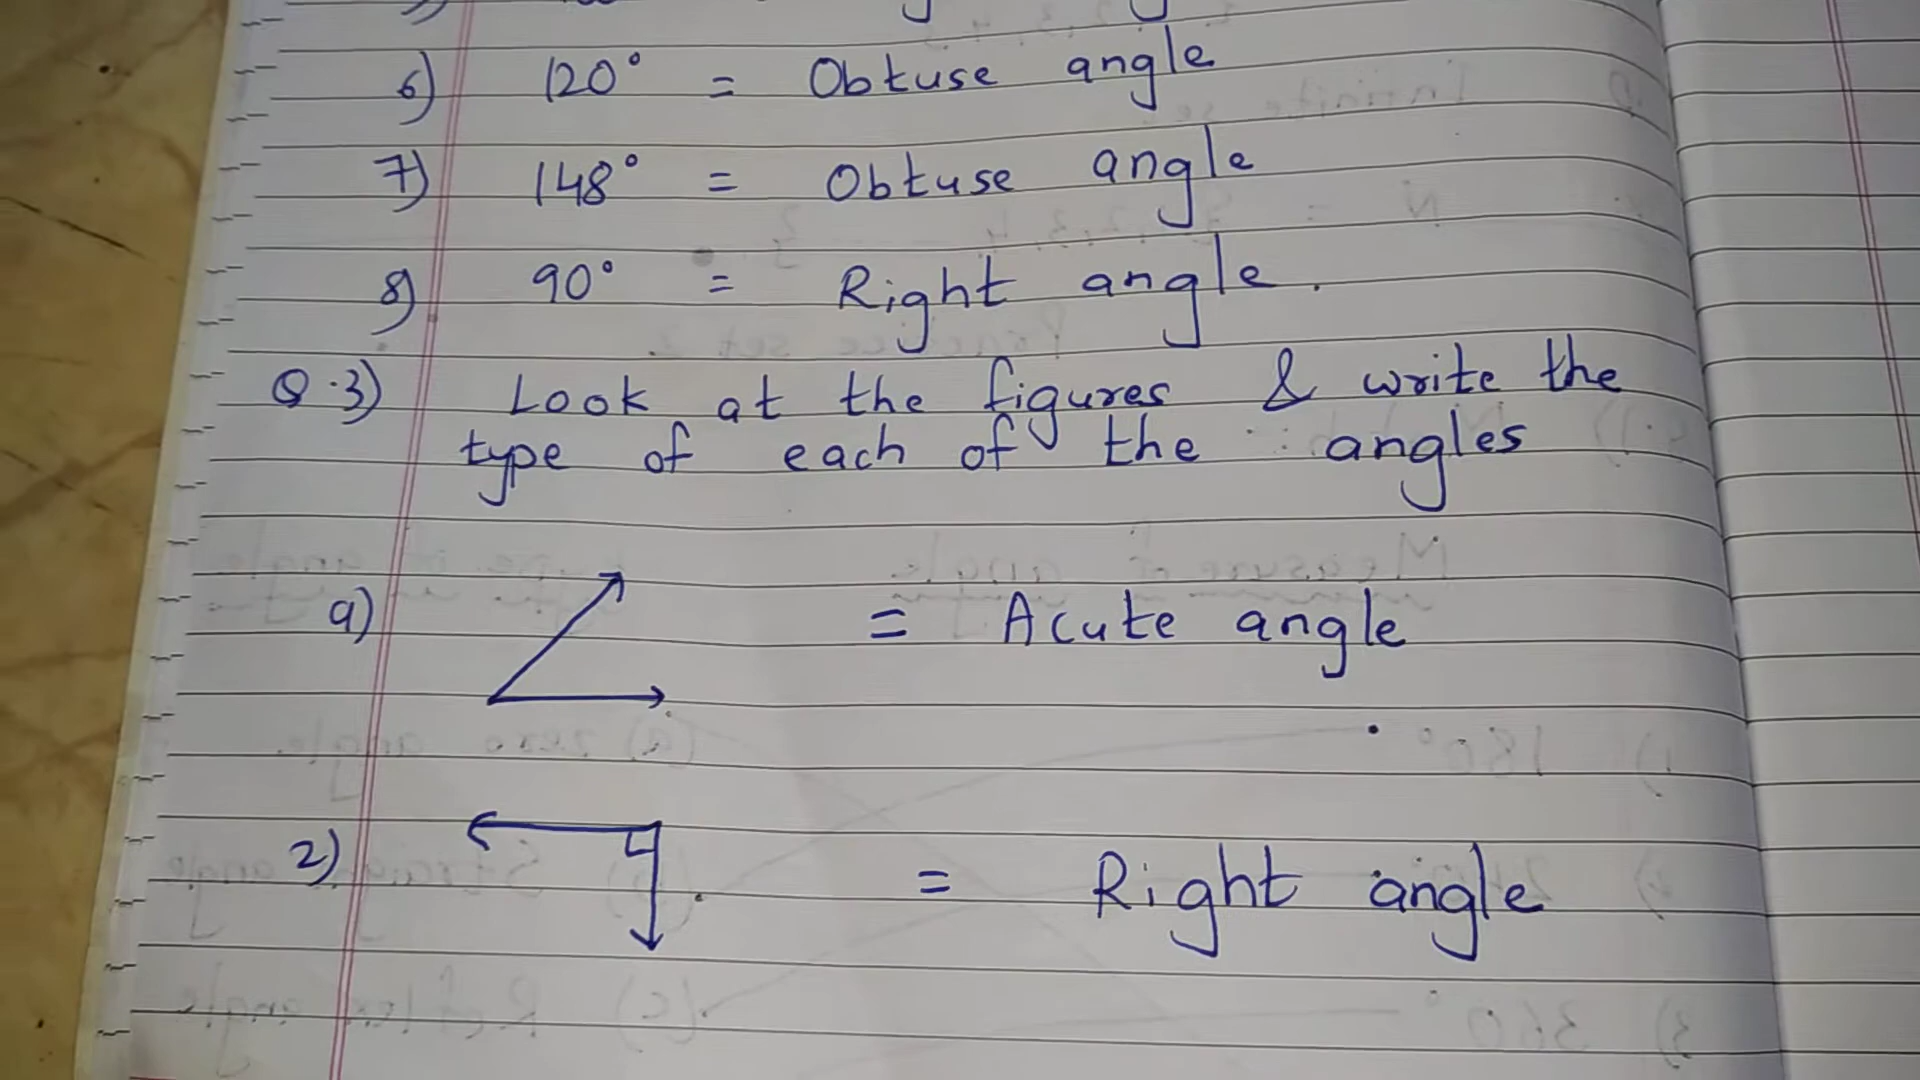 6) 120° = Obtuse angle
7) 148° = Obtuse angle
8) 90° = Right angle.
Q.3) Look at the figures & write the
type of each of the angles
a) = Acute angle
2) = Right angle